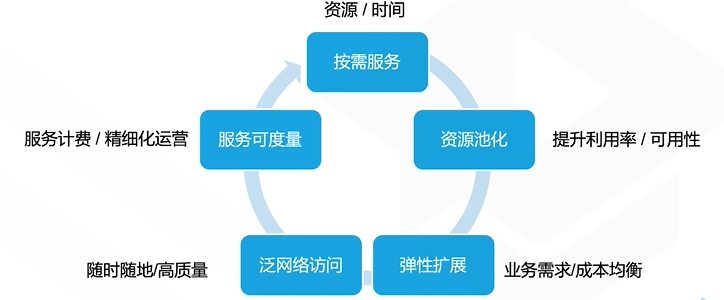 资源 / 时间
按需服务
服务计费 / 精细化运营
服务可度量
资源池化
提升利用率 / 可用性
随时随地/高质量
泛网络访问
弹性扩展
业务需求/成本均衡